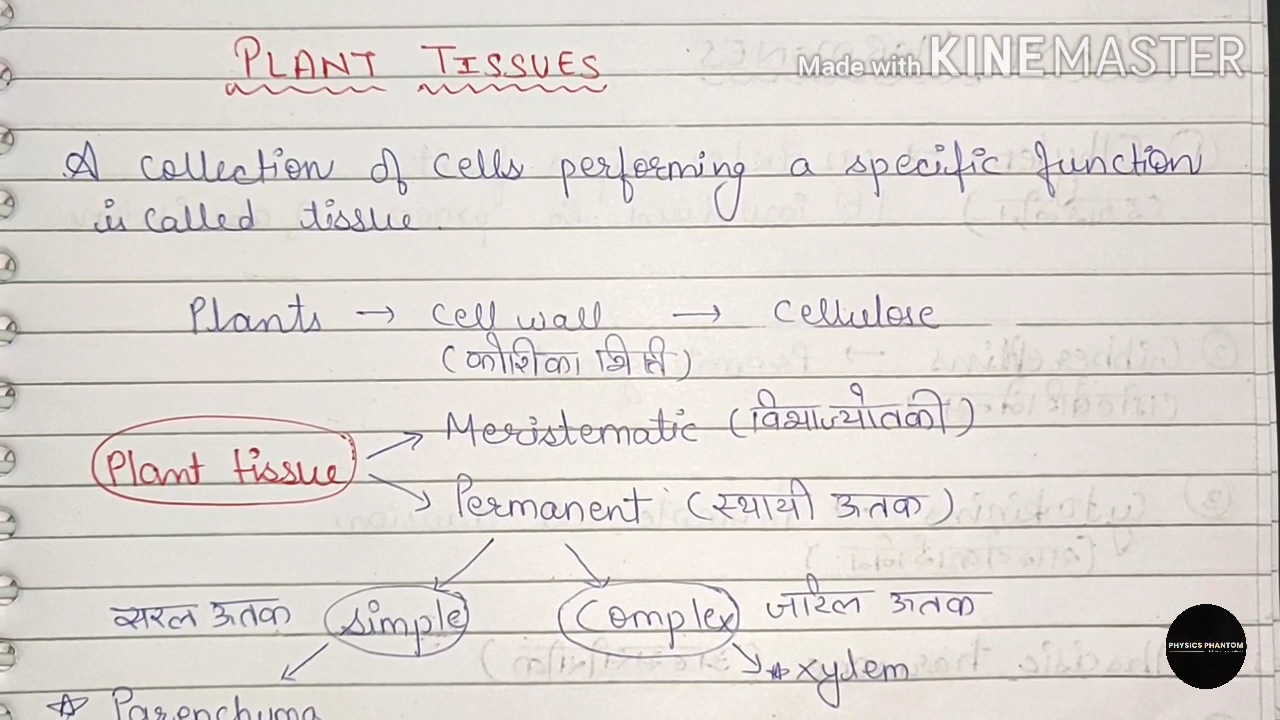 PLANT TISSUES
Made with KINEMASTER
A collection of cells performing a specific function
is called tissue.
Plants → cell wall → cellulose
(कोशिका भित्ती)
Plant tissue
Meristematic (विभाज्योतकी)
Permanent (स्थायी ऊतक)
सरल ऊतक Simple Complex जटिल ऊतक
xylem
Parenchyma
PHYSICS PHANTOM